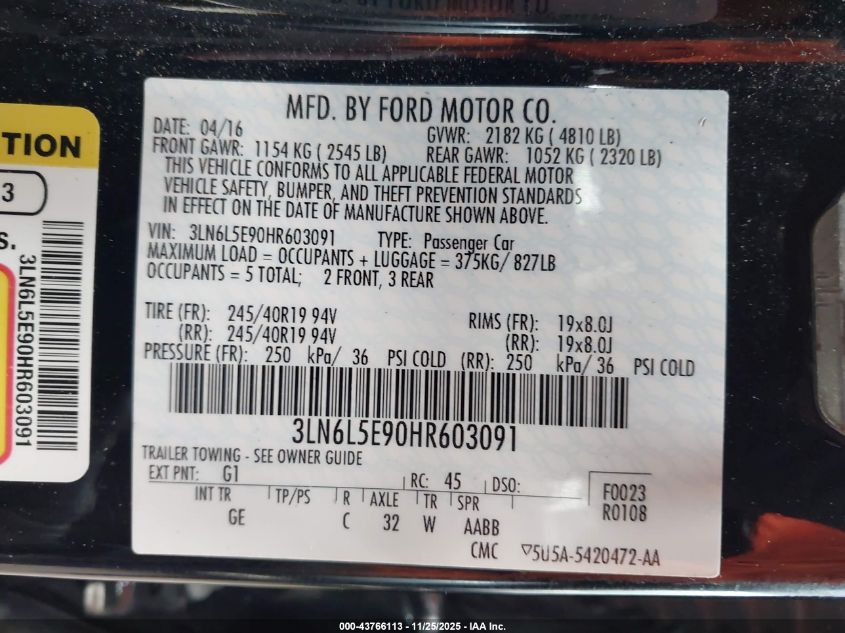 MFD. BY FORD MOTOR CO.
DATE: 04/16 GVWR: 2182 KG ( 4810 LB)
FRONT GAWR: 1154 KG ( 2545 LB) REAR GAWR: 1052 KG ( 2320 LB)
THIS VEHICLE CONFORMS TO ALL APPLICABLE FEDERAL MOTOR
VEHICLE SAFETY, BUMPER, AND THEFT PREVENTION STANDARDS
IN EFFECT ON THE DATE OF MANUFACTURE SHOWN ABOVE.
VIN: 3LN6L5E90HR603091 TYPE: Passenger Car
MAXIMUM LOAD = OCCUPANTS + LUGGAGE = 375KG/ 827LB
OCCUPANTS = 5 TOTAL; 2 FRONT, 3 REAR
TIRE (FR): 245/40R19 94V RIMS (FR): 19x8.0J
(RR): 245/40R19 94V (RR): 19x8.0J
PRESSURE (FR): 250 kPa/ 36 PSI COLD (RR): 250 kPa/ 36 PSI COLD
3LN6L5E90HR603091
TRAILER TOWING - SEE OWNER GUIDE
EXT PNT: G1 RC: 45 DSO:
INT TR TP/PS R AXLE TR SPR F0023
GE C 32 W AABB R0108
CMC ▽5U5A-5420472-AA
TION
3
S.
3LN6L5E90HR603091
000-43766113 - 11/25/2025 - IAA Inc.